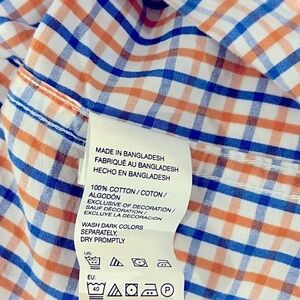 MADE IN BANGLADESH
FABRIQUÉ AU BANGLADESH
HECHO EN BANGLADESH
100% COTTON / COTON /
ALGODÓN
EXCLUSIVE OF DECORATION /
SAUF DÉCORATION /
EXCLUYE LA DECORACIÓN
WASH DARK COLORS
SEPARATELY.
DRY PROMPTLY
US:
EU:
40
P